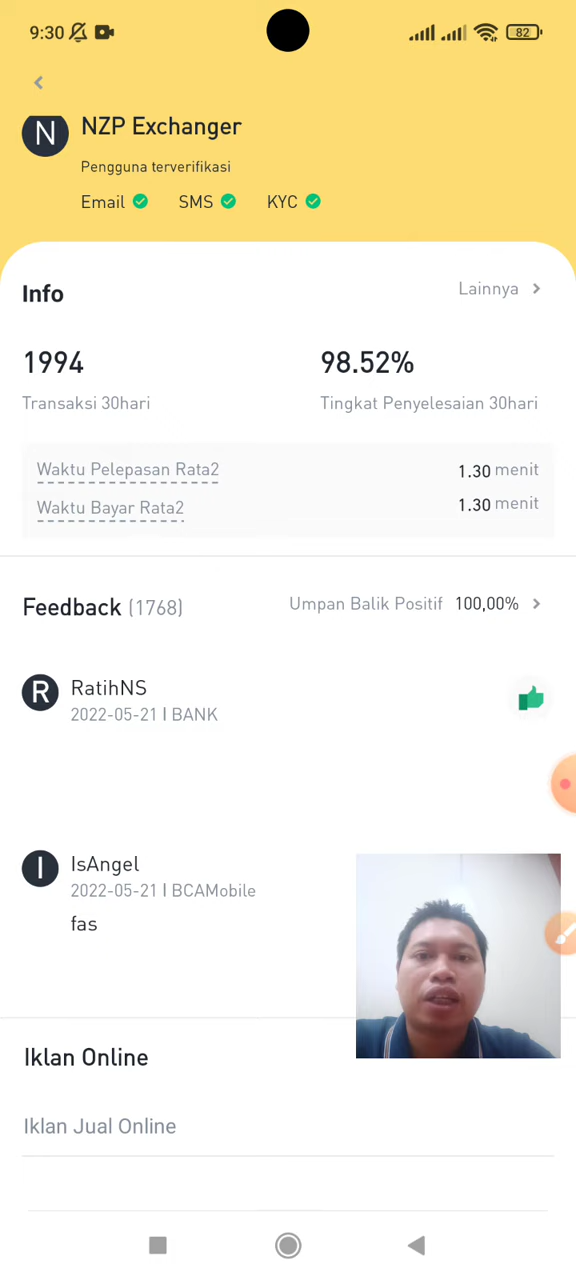 9:30
82
N
NZP Exchanger
Pengguna terverifikasi
Email SMS KYC
Info
Lainnya >
1994
98.52%
Transaksi 30hari
Tingkat Penyelesaian 30hari
Waktu Pelepasan Rata2
1.30 menit
Waktu Bayar Rata2
1.30 menit
Feedback (1768)
Umpan Balik Positif 100,00% >
R
RatihNS
2022-05-21 | BANK
I
IsAngel
2022-05-21 | BCAMobile
fas
Iklan Online
Iklan Jual Online